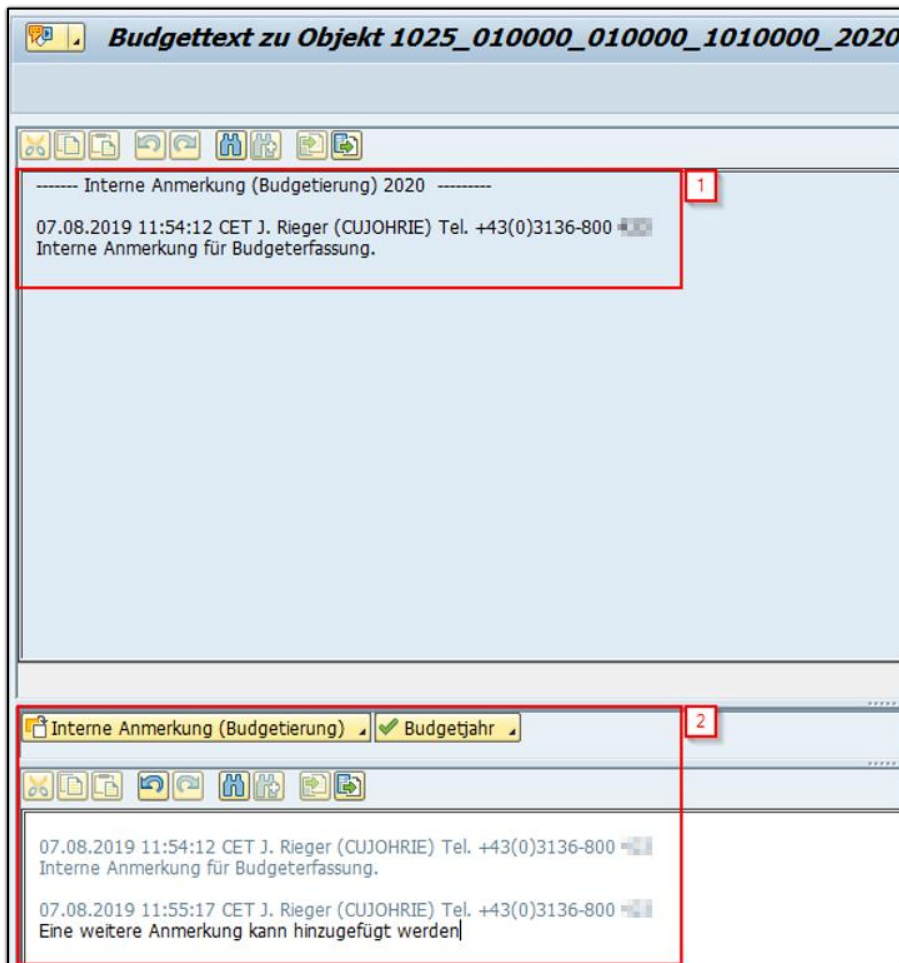 Budgettext zu Objekt 1025_010000_010000_1010000_2020
------- Interne Anmerkung (Budgetierung) 2020 ---------
1
07.08.2019 11:54:12 CET J. Rieger (CUJOHRIE) Tel. +43(0)3136-800
Interne Anmerkung für Budgeterfassung.
Interne Anmerkung (Budgetierung) Budgetjahr
2
07.08.2019 11:54:12 CET J. Rieger (CUJOHRIE) Tel. +43(0)3136-800
Interne Anmerkung für Budgeterfassung.
07.08.2019 11:55:17 CET J. Rieger (CUJOHRIE) Tel. +43(0)3136-800
Eine weitere Anmerkung kann hinzugefügt werden